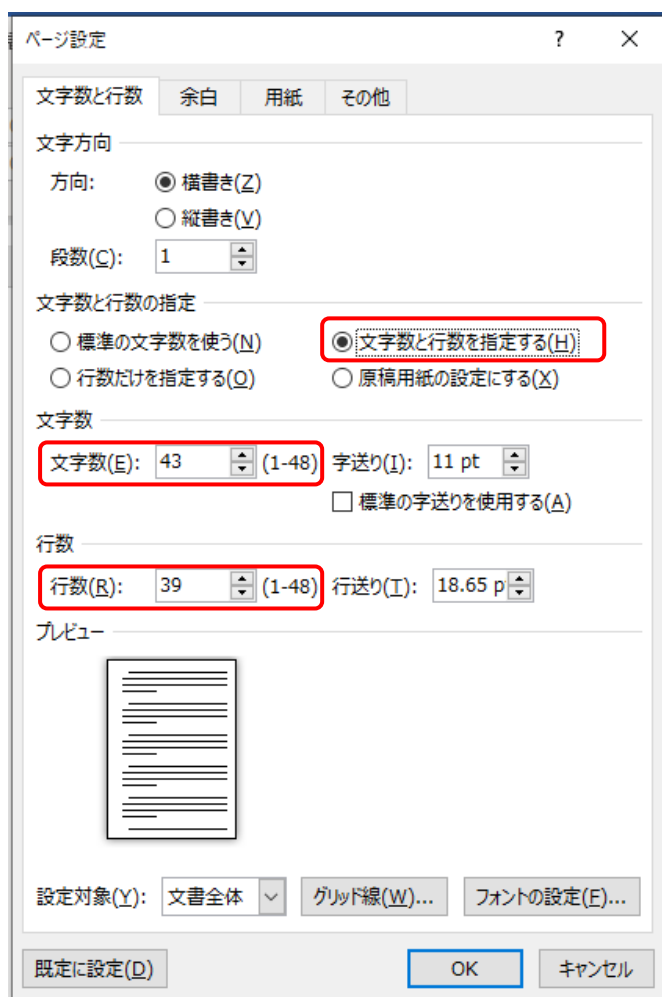 ページ設定 ? ×
文字数と行数 余白 用紙 その他
文字方向
方向: 横書き(Z)
縦書き(V)
段数(C): 1
文字数と行数の指定
標準の文字数を使う(N) 文字数と行数を指定する(H)
行数だけを指定する(O) 原稿用紙の設定にする(X)
文字数
文字数(E): 43 (1-48) 字送り(I): 11 pt
標準の字送りを使用する(A)
行数
行数(R): 39 (1-48) 行送り(T): 18.65 p
プレビュー
設定対象(Y): 文書全体 グリッド線(W)... フォントの設定(F)...
既定に設定(D) OK キャンセル